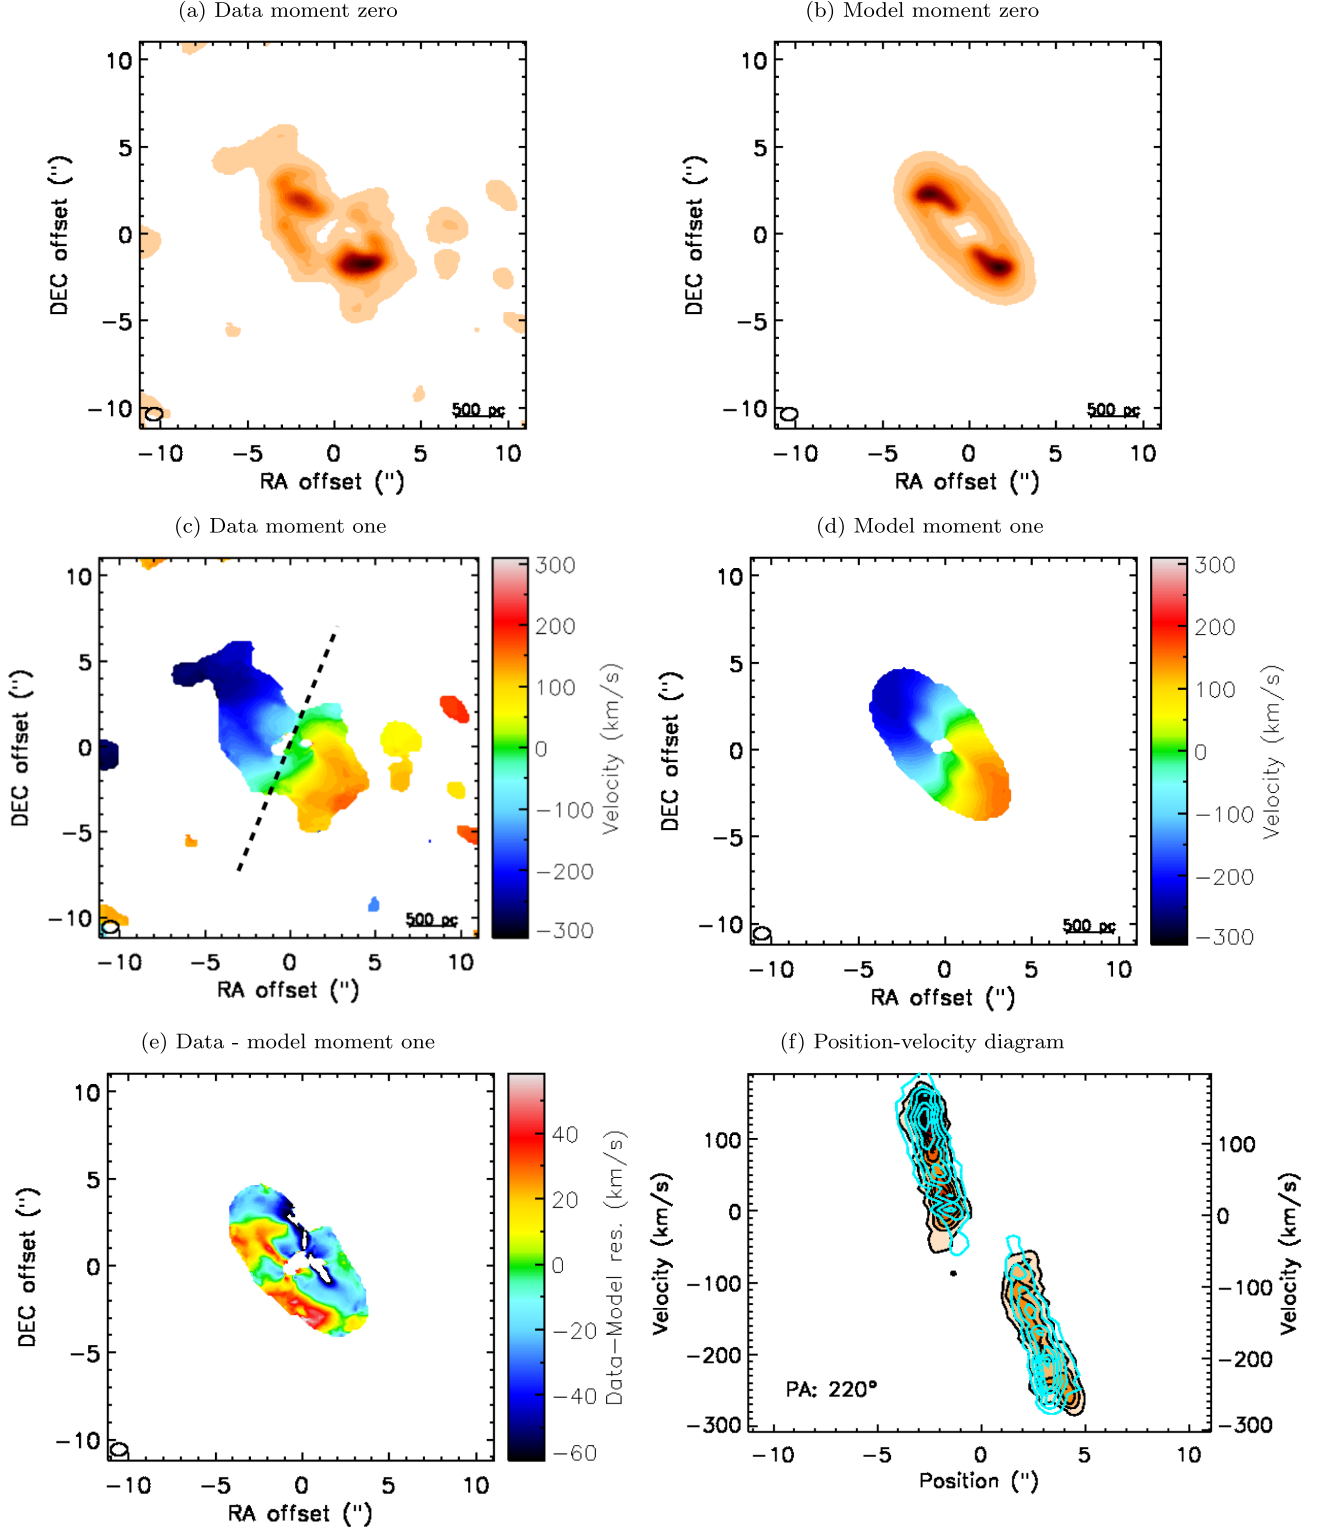 (a) Data moment zero
(b) Model moment zero
10
5
0
−5
−10
DEC offset (")
500 pc
−10 −5 0 5 10
RA offset (")
10
5
0
−5
−10
DEC offset (")
500 pc
−10 −5 0 5 10
RA offset (")
(c) Data moment one
(d) Model moment one
10
5
0
−5
−10
DEC offset (")
500 pc
−10 −5 0 5 10
RA offset (")
300
200
100
0
−100
−200
−300
Velocity (km/s)
10
5
0
−5
−10
DEC offset (")
500 pc
−10 −5 0 5 10
RA offset (")
300
200
100
0
−100
−200
−300
Velocity (km/s)
(e) Data - model moment one
(f) Position-velocity diagram
10
5
0
−5
−10
DEC offset (")
−10 −5 0 5 10
RA offset (")
40
20
0
−20
−40
−60
Data−Model res. (km/s)
100
0
−100
−200
−300
Velocity (km/s)
PA: 220°
−10 −5 0 5 10
Position (")
100
0
−100
−200
−300
Velocity (km/s)